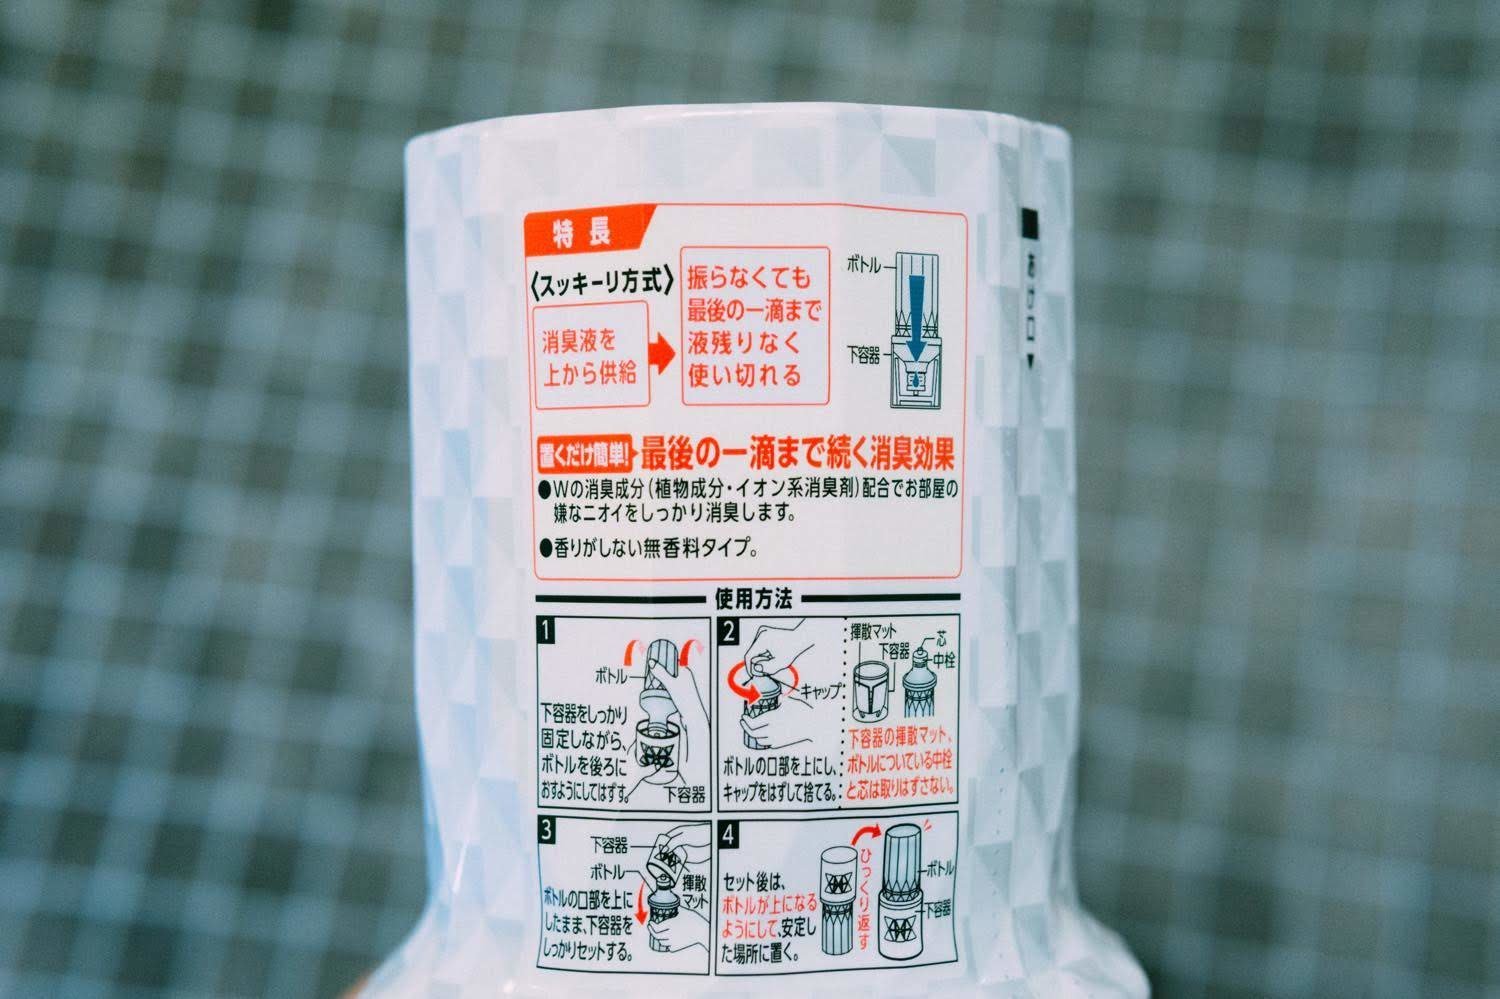 特長
〈スッキーリ方式〉
消臭液を
上から供給
振らなくても
最後の一滴まで
液残りなく
使い切れる
ボトル
下容器
置くだけ簡単!
最後の一滴まで続く消臭効果
●Wの消臭成分(植物成分・イオン系消臭剤)配合でお部屋の
嫌なニオイをしっかり消臭します。
●香りがしない無香料タイプ。
あけ口▼
使用方法
1
ボトル
下容器をしっかり
固定しながら、
ボトルを後ろに
おすようにしてはずす。
下容器
2
キャップ
ボトルの口部を上にし、
キャップをはずして捨てる。
揮散マット
下容器
芯
中栓
下容器の揮散マット、
ボトルについている中栓
と芯は取りはずさない。
3
下容器
ボトル
揮散
マット
ボトルの口部を上に
したまま、下容器を
しっかりセットする。
4
セット後は、
ボトルが上になる
ようにして、安定し
た場所に置く。
ひっくり返す
ボトル
下容器